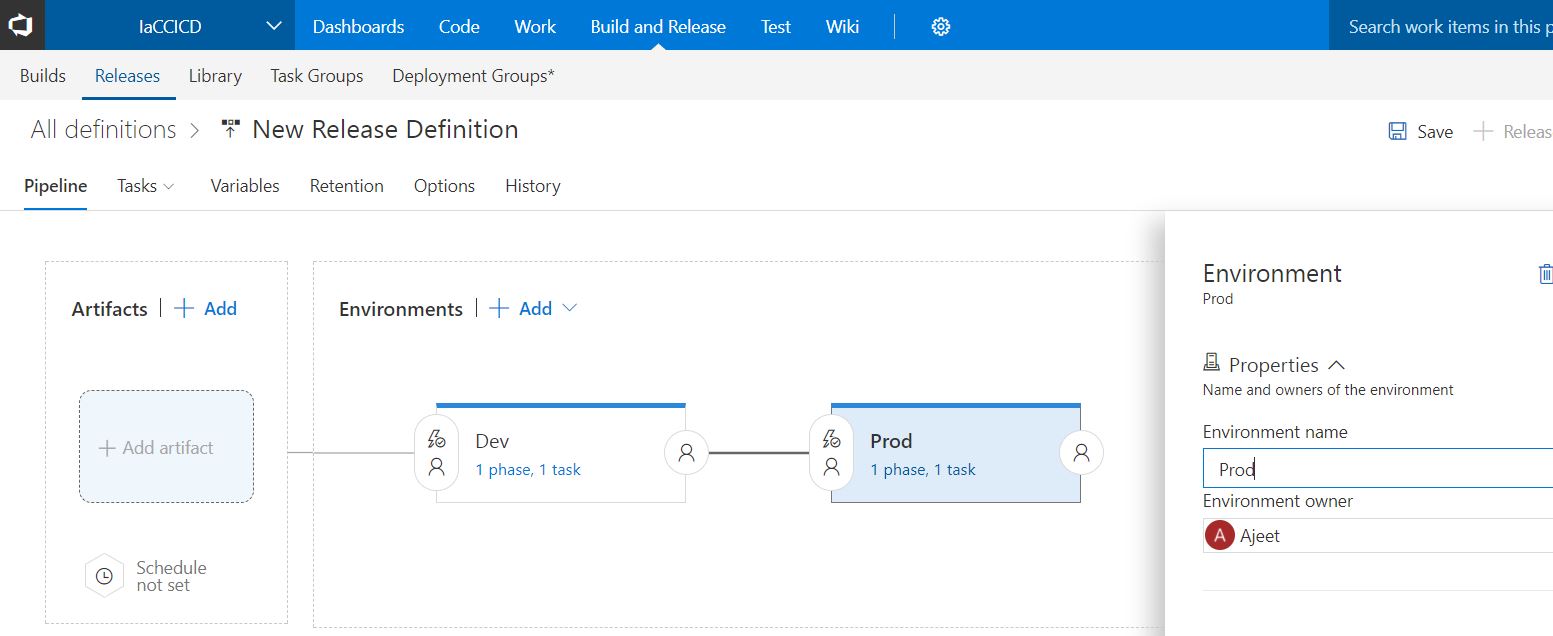 IaCCICD Dashboards Code Work Build and Release Test Wiki Search work items in this p
Builds Releases Library Task Groups Deployment Groups*
All definitions > New Release Definition Save + Releas
Pipeline Tasks Variables Retention Options History
Artifacts | + Add
+ Add artifact
Schedule
not set
Environments | + Add
Dev
1 phase, 1 task
Prod
1 phase, 1 task
Environment
Prod
Properties
Name and owners of the environment
Environment name
Prod
Environment owner
A Ajeet